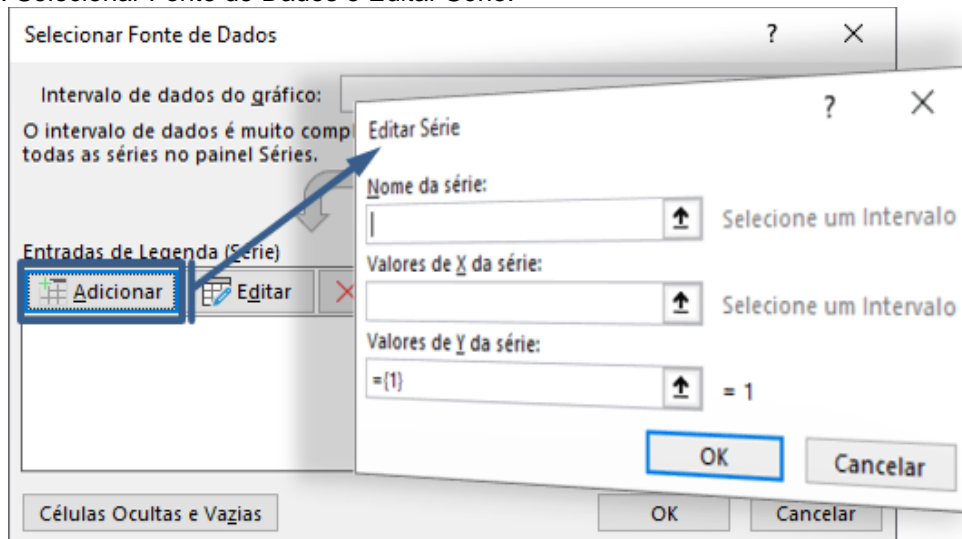 Selecionar Fonte de Dados ? ×
Intervalo de dados do gráfico:
O intervalo de dados é muito comp
todas as séries no painel Séries.
Entradas de Legenda (Série)
Adicionar Editar
Células Ocultas e Vazias OK Cancelar
Editar Série ? ×
Nome da série:
Selecione um Intervalo
Valores de X da série:
Selecione um Intervalo
Valores de Y da série:
={1} = 1
OK Cancelar